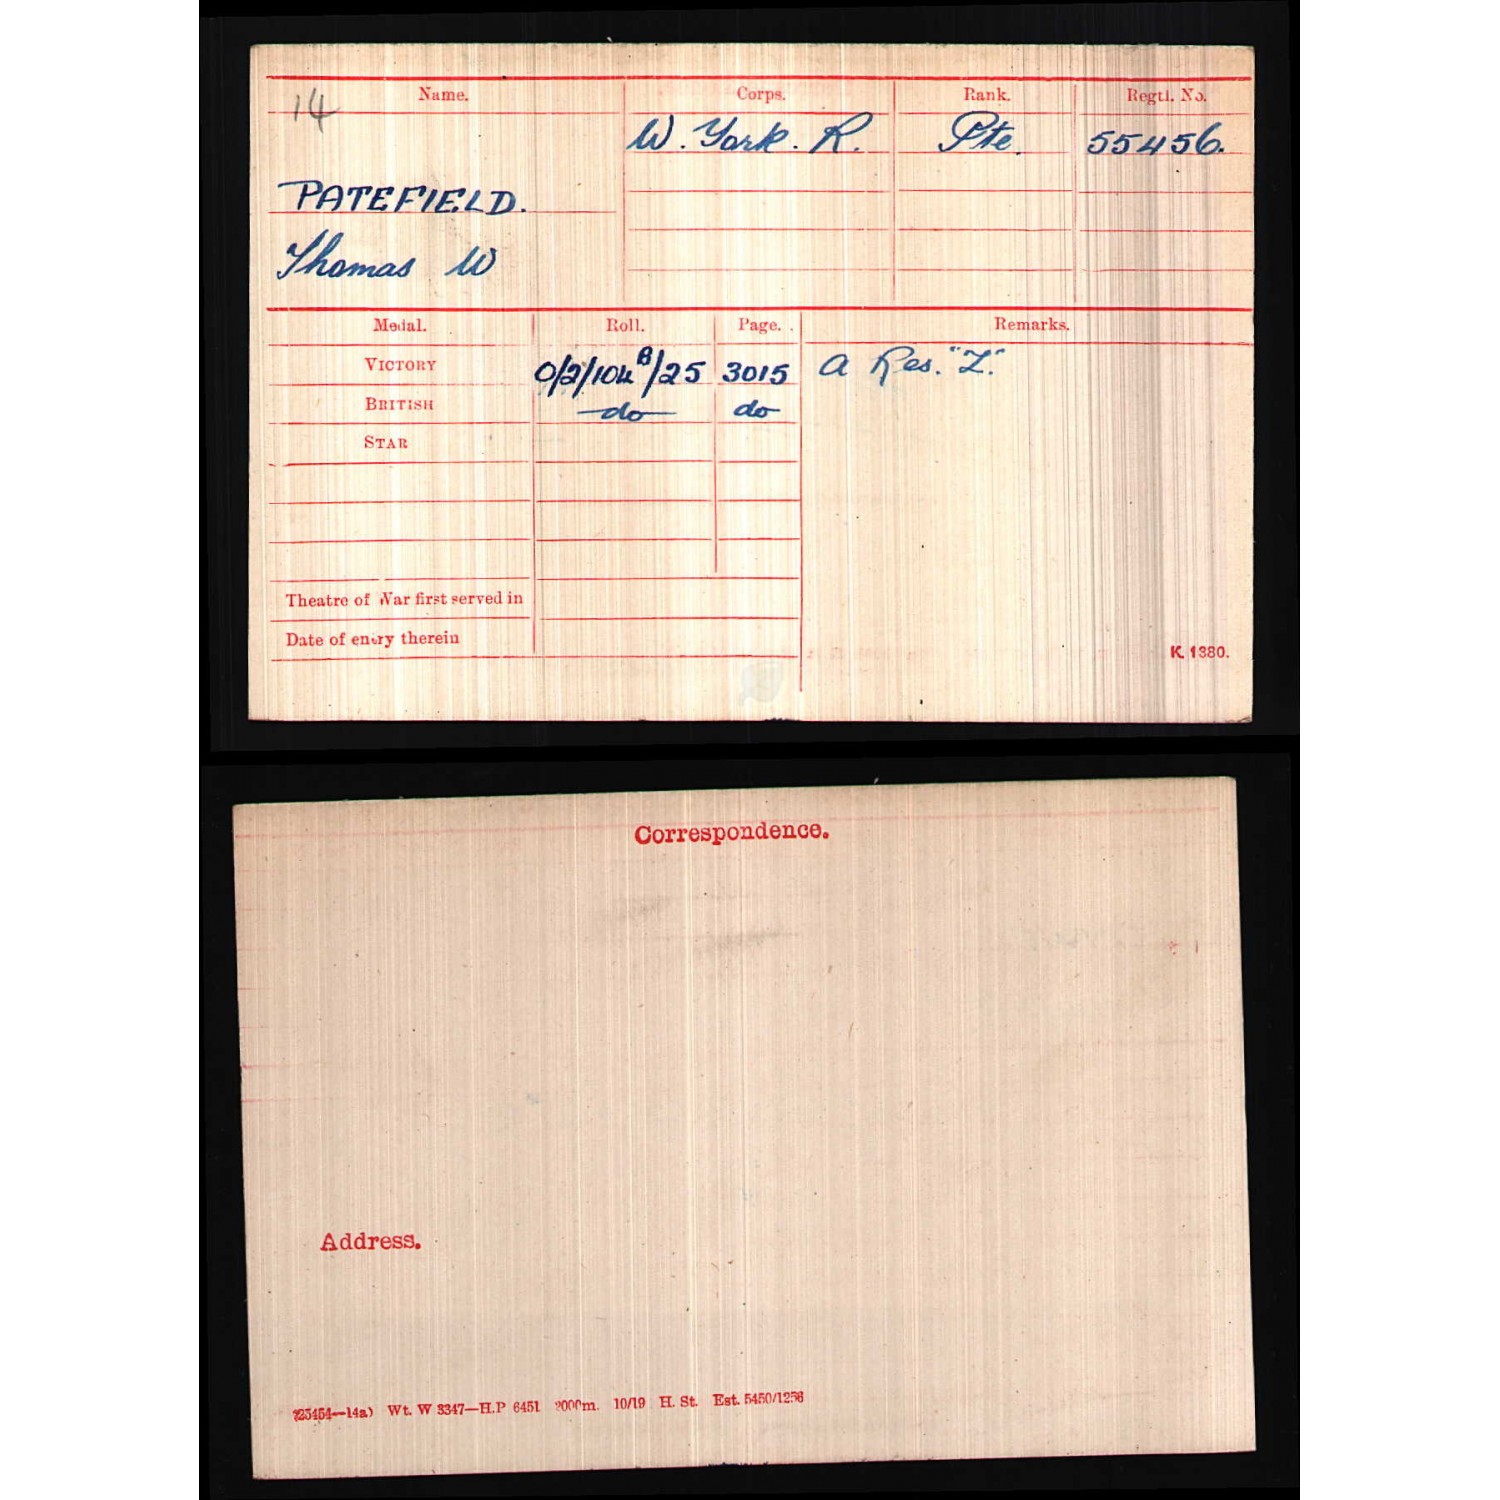 14
Name. Corps. Rank. Regtl. No.
W. York. R. Pte. 55456.
PATEFIELD.
Thomas W
Medal. Roll. Page. Remarks.
VICTORY O/2/104B/25 3015 A Res. "Z".
BRITISH do do
STAR
Theatre of War first served in
Date of entry therein
K. 1380.
Correspondence.
Address.
(25454—14a) Wt. W 3347—H.P 6451 2000m. 10/19 H. St. Est. 5450/1256